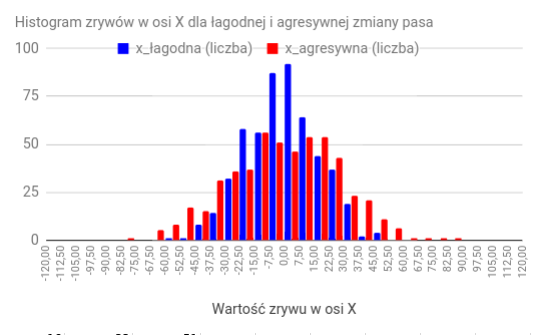 Histogram zrywów w osi X dla łagodnej i agresywnej zmiany pasa
100
x_łagodna (liczba) x_agresywna (liczba)
75
50
25
0
-120,00 -112,50 -105,00 -97,50 -90,00 -82,50 -75,00 -67,50 -60,00 -52,50 -45,00 -37,50 -30,00 -22,50 -15,00 -7,50 0,00 7,50 15,00 22,50 30,00 37,50 45,00 52,50 60,00 67,50 75,00 82,50 90,00 97,50 105,00 112,50 120,00
Wartość zrywu w osi X